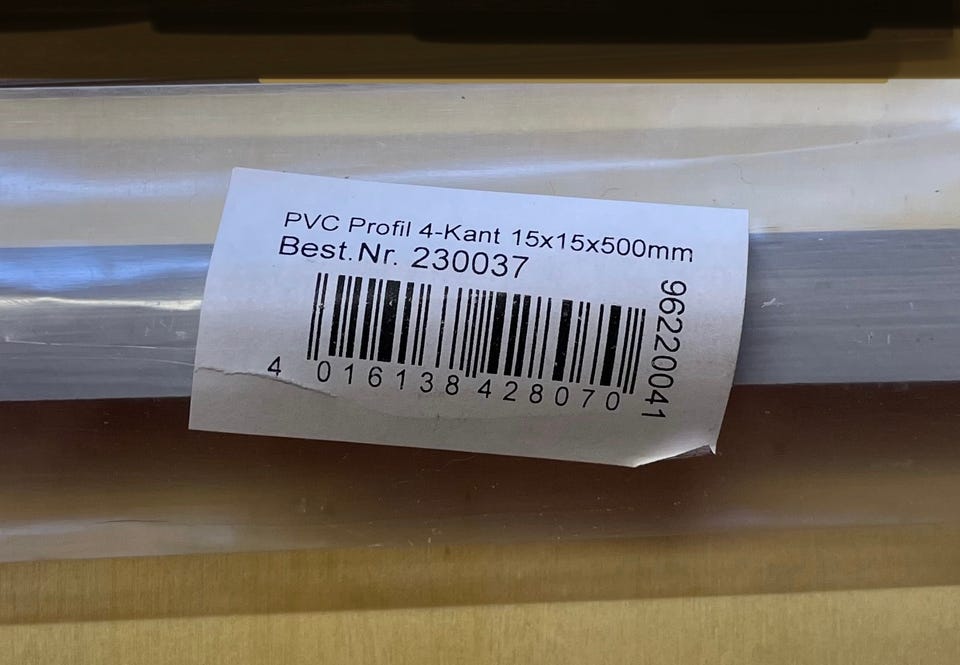 PVC Profil 4-Kant 15x15x500mm
Best.Nr. 230037
4 016138 428070
96220041